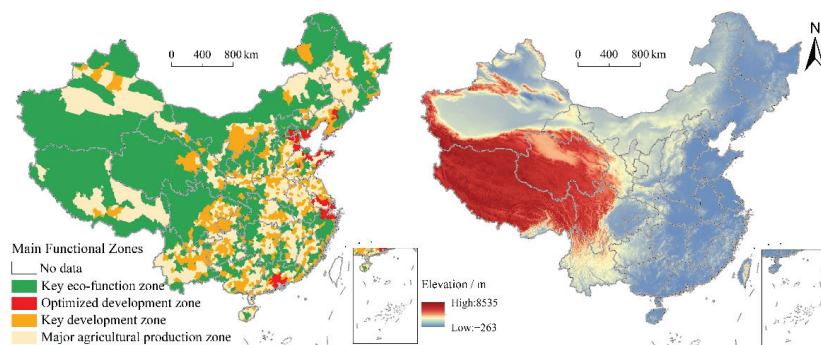 0 400 800 km
Main Functional Zones
No data
Key eco-function zone
Optimized development zone
Key development zone
Major agricultural production zone
0 400 800 km
N
Elevation / m
High:8535
Low:−263